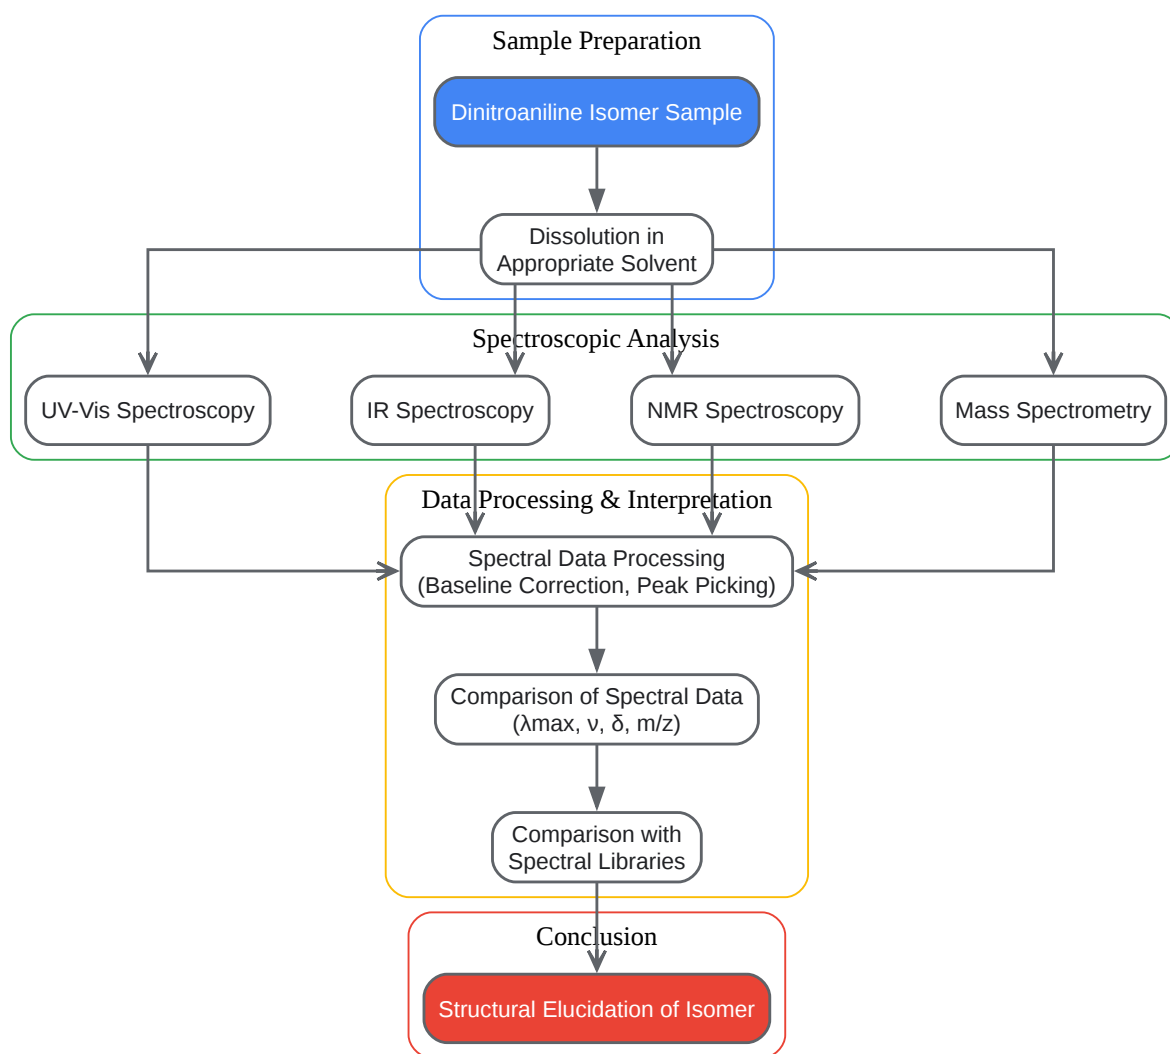 Sample Preparation
Dinitroaniline Isomer Sample
Dissolution in
Appropriate Solvent
Spectroscopic Analysis
UV-Vis Spectroscopy
IR Spectroscopy
NMR Spectroscopy
Mass Spectrometry
Data Processing & Interpretation
Spectral Data Processing
(Baseline Correction, Peak Picking)
Comparison of Spectral Data
(λmax, ν, δ, m/z)
Comparison with
Spectral Libraries
Conclusion
Structural Elucidation of Isomer